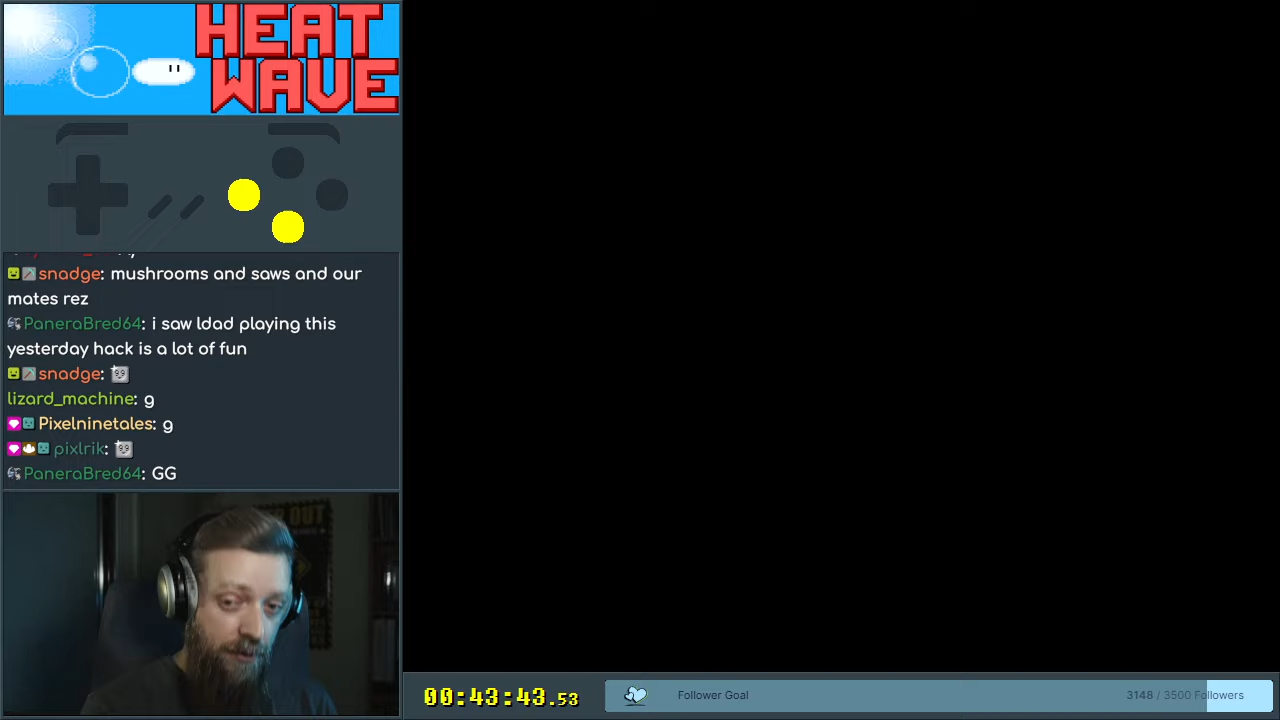 HEAT
WAVE
snadge: mushrooms and saws and our
mates rez
PaneraBred64: i saw ldad playing this
yesterday hack is a lot of fun
snadge:
lizard_machine: g
Pixelninetales: g
pixlrik:
PaneraBred64: GG
OUT
00:43:43.53
Follower Goal
3148 / 3500 Followers